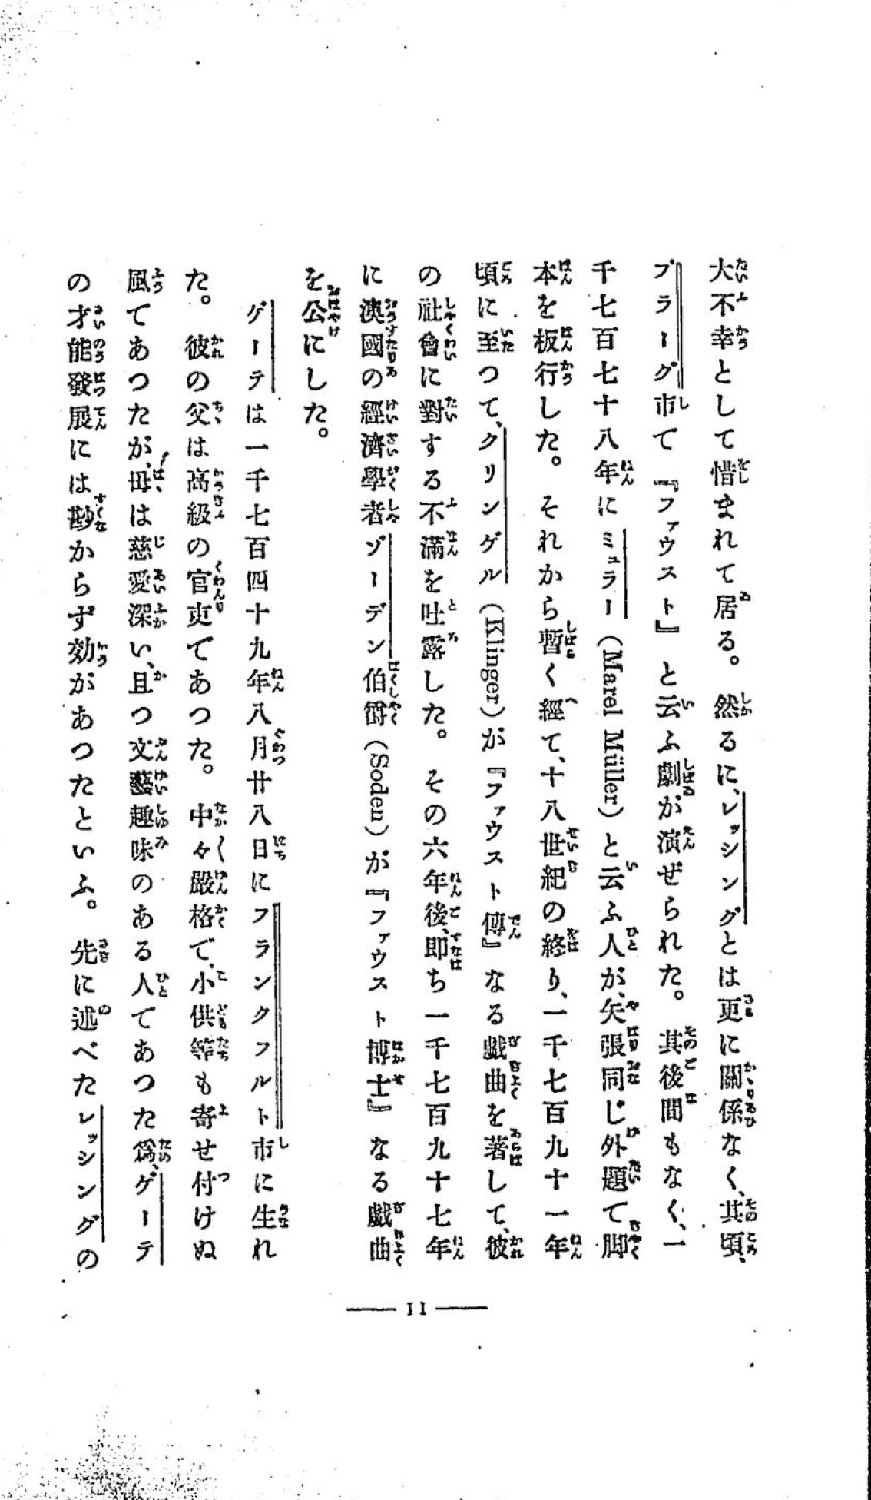 大不幸として惜まれて居る。然るに、レッシングとは更に關係なく、其頃、
プラーグ市で『ファウスト』と云ふ劇が演ぜられた。其後間もなく、一
千七百七十八年にミュラー(Marel Müller)と云ふ人が、矢張同じ外題で脚
本を板行した。それから暫く經て、十八世紀の終り、一千七百九十一年
頃に至つて、クリンゲル(Klinger)が『ファウスト傳』なる戯曲を著して、彼
の社會に對する不滿を吐露した。その六年後、即ち一千七百九十七年
に澳國の經濟學者ゾーデン伯爵(Soden)が『ファウスト博士』なる戯曲
を公にした。
ゲーテは一千七百四十九年八月廿八日にフランクフルト市に生れ
た。彼の父は高級の官吏であつた。中々嚴格で、小供等も寄せ付けぬ
風であつたが、母は慈愛深い、且つ文藝趣味のある人であつた爲、ゲーテ
の才能發展には尠からず効があつたといふ。先に述べたレッシングの
11